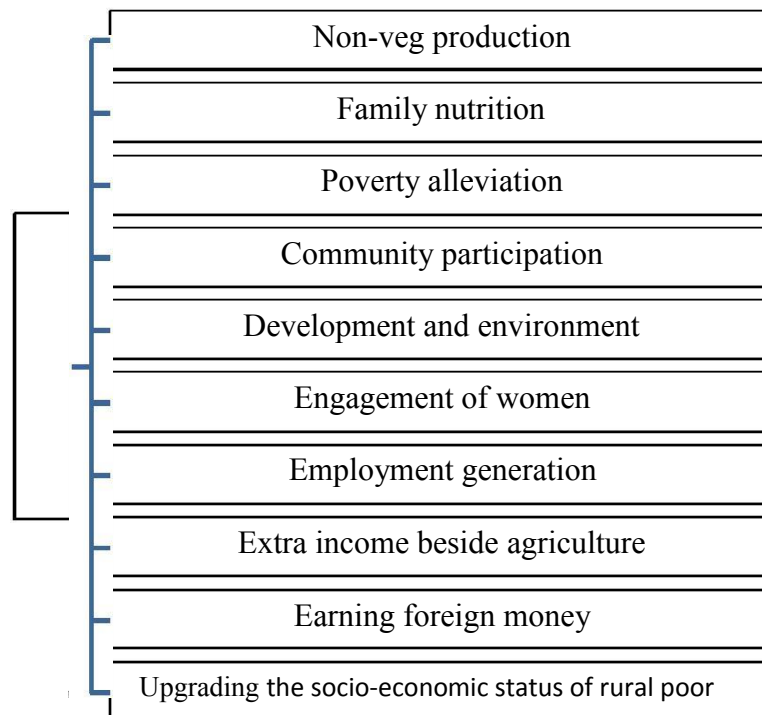 Non-veg production
Family nutrition
Poverty alleviation
Community participation
Development and environment
Engagement of women
Employment generation
Extra income beside agriculture
Earning foreign money
Upgrading the socio-economic status of rural poor